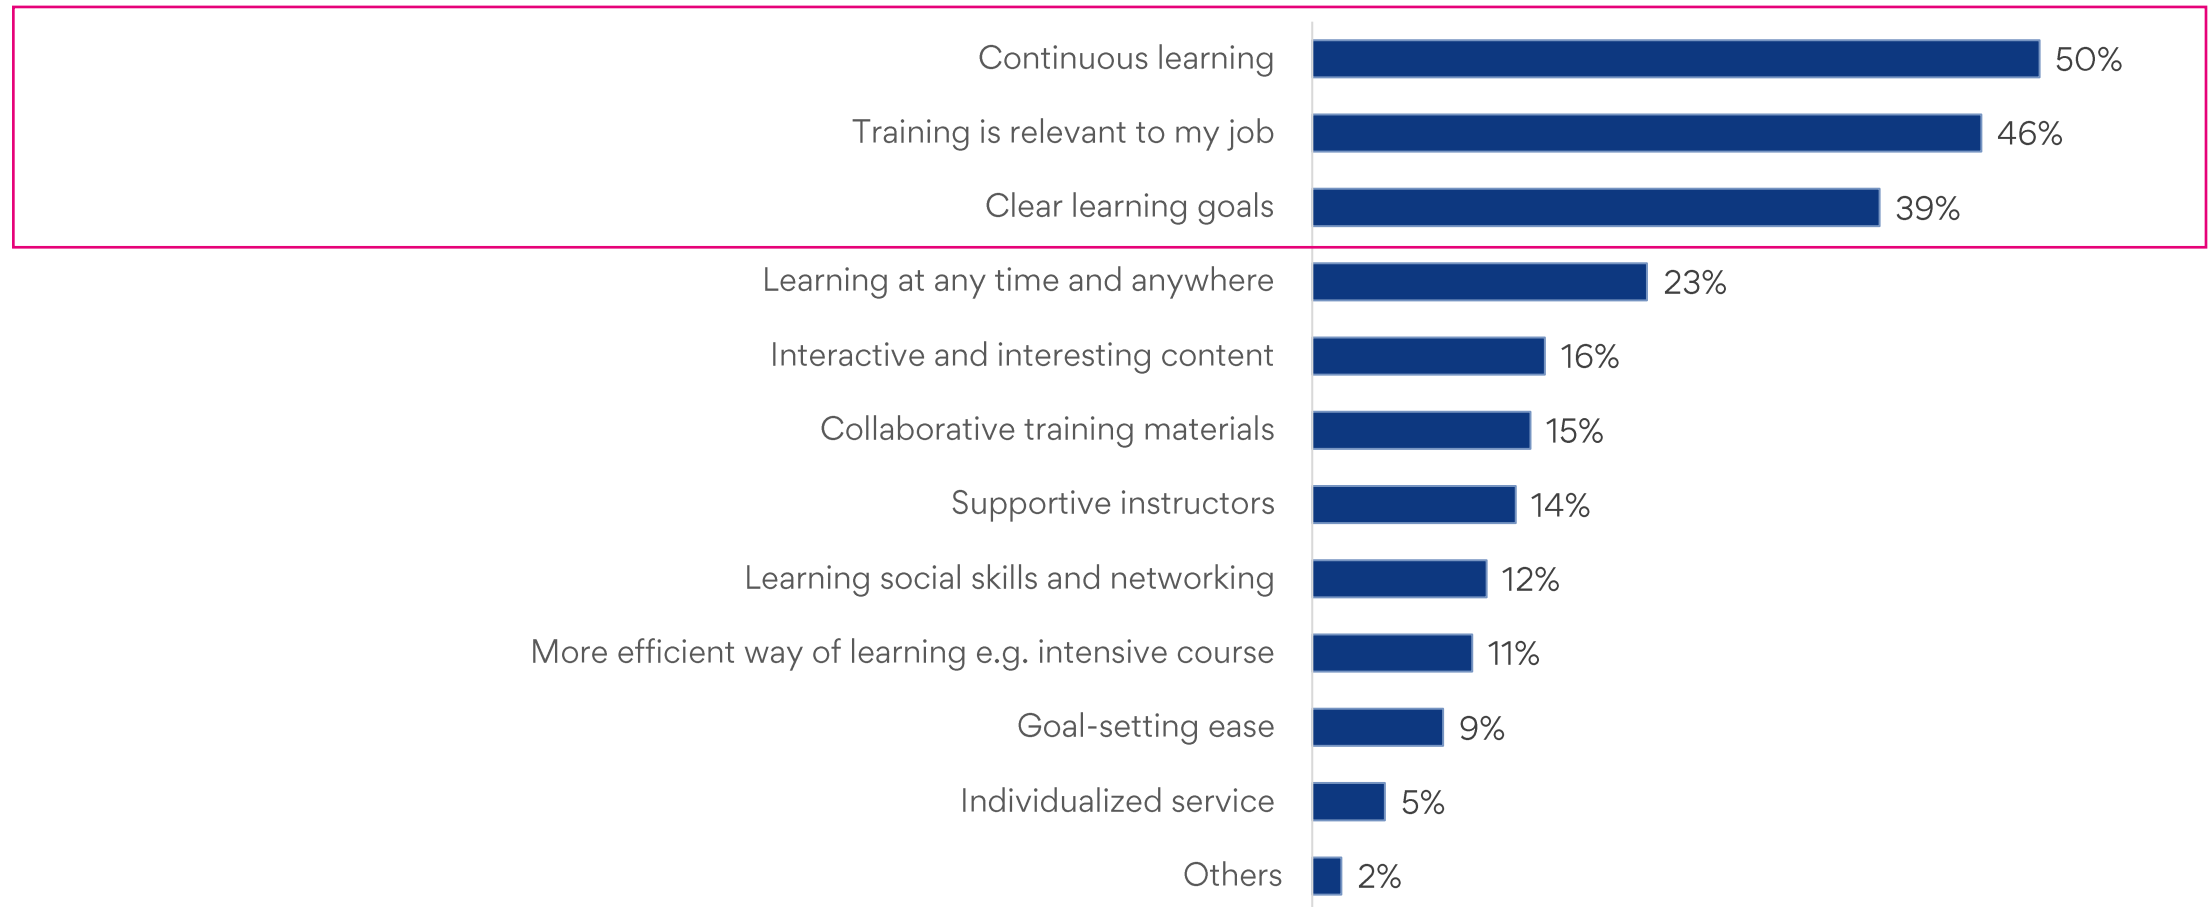 Continuous learning 50%
Training is relevant to my job 46%
Clear learning goals 39%
Learning at any time and anywhere 23%
Interactive and interesting content 16%
Collaborative training materials 15%
Supportive instructors 14%
Learning social skills and networking 12%
More efficient way of learning e.g. intensive course 11%
Goal-setting ease 9%
Individualized service 5%
Others 2%